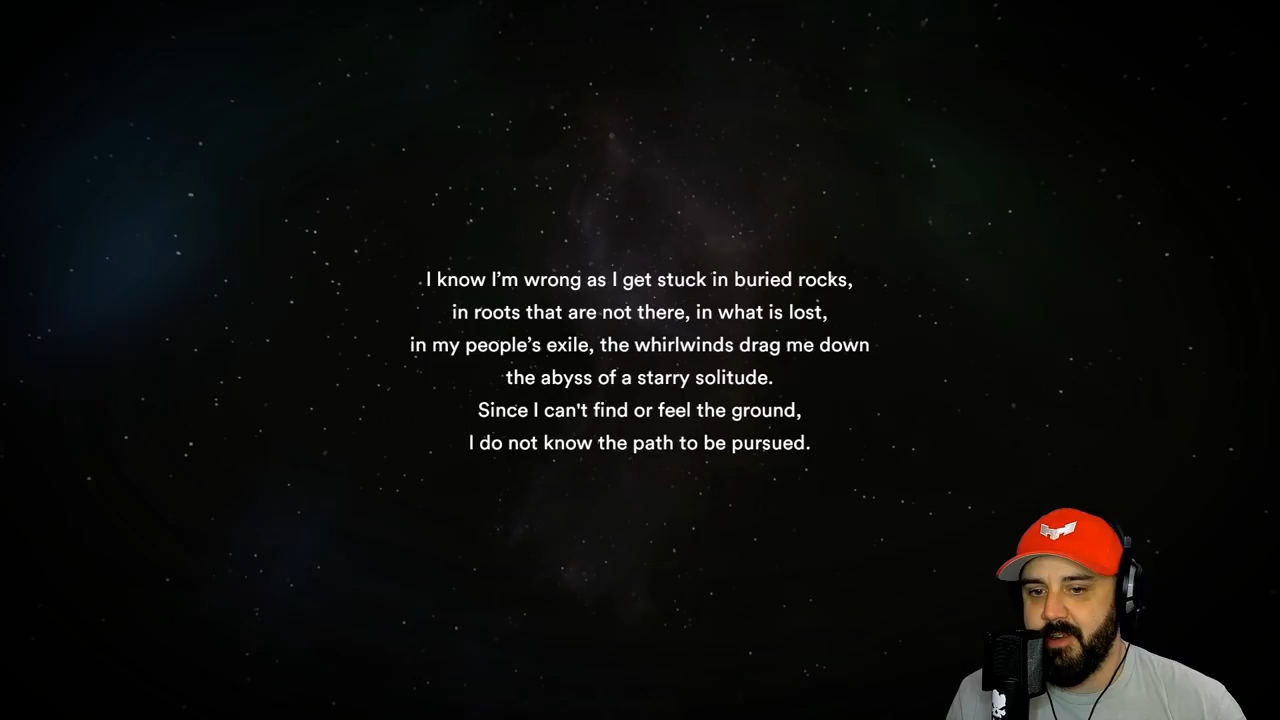 I know I’m wrong as I get stuck in buried rocks,
in roots that are not there, in what is lost,
in my people’s exile, the whirlwinds drag me down
the abyss of a starry solitude.
Since I can't find or feel the ground,
I do not know the path to be pursued.